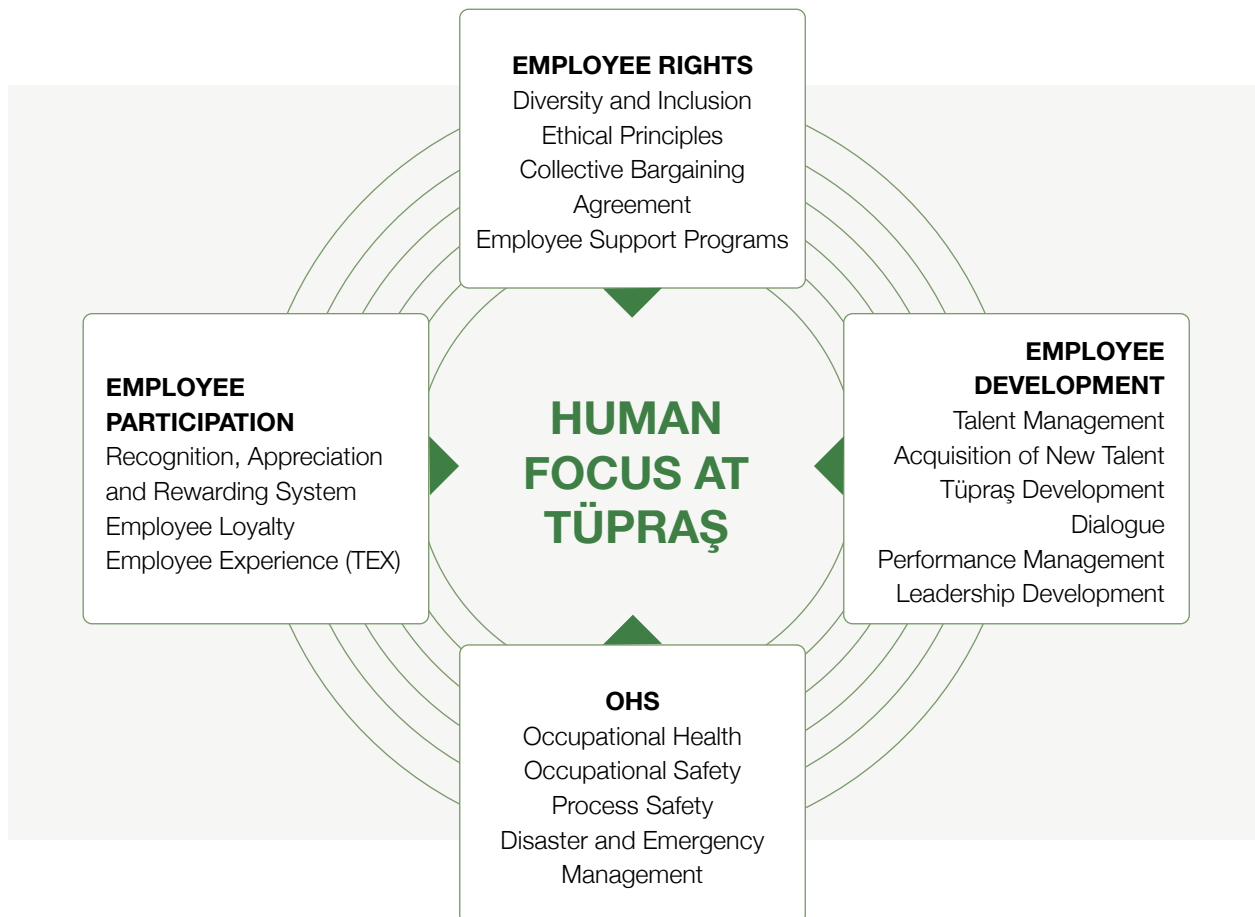 EMPLOYEE RIGHTS
Diversity and Inclusion
Ethical Principles
Collective Bargaining
Agreement
Employee Support Programs
EMPLOYEE
PARTICIPATION
Recognition, Appreciation
and Rewarding System
Employee Loyalty
Employee Experience (TEX)
HUMAN
FOCUS AT
TÜPRAŞ
EMPLOYEE
DEVELOPMENT
Talent Management
Acquisition of New Talent
Tüpraş Development
Dialogue
Performance Management
Leadership Development
OHS
Occupational Health
Occupational Safety
Process Safety
Disaster and Emergency
Management